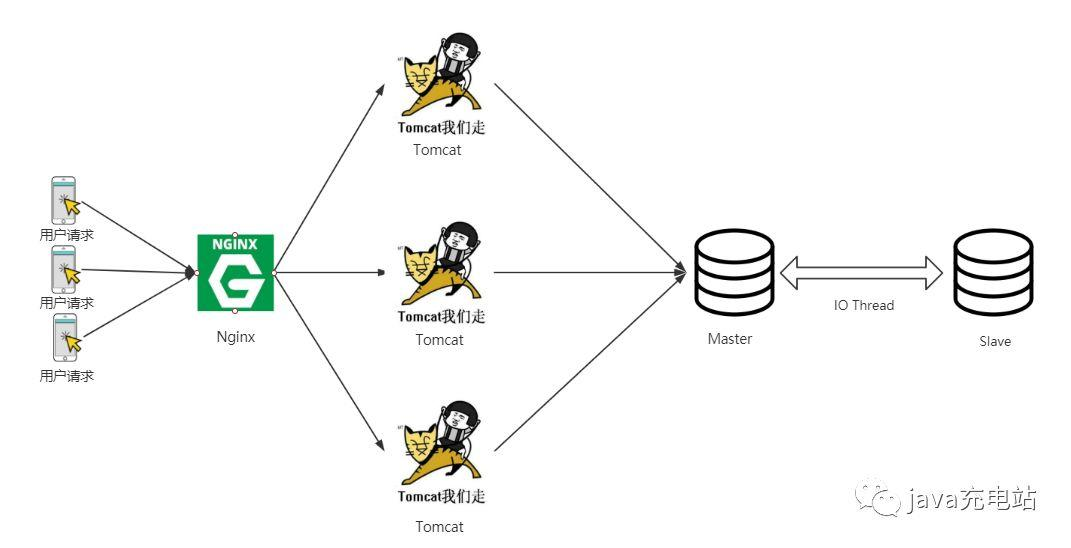 Tomcat我们走
Tomcat
用户请求
用户请求
用户请求
NGINX
Nginx
Tomcat我们走
Tomcat
Tomcat我们走
Tomcat
Master
IO Thread
Slave
java充电站